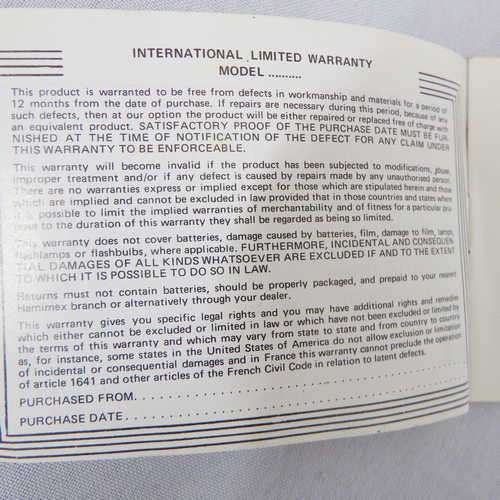 INTERNATIONAL LIMITED WARRANTY
MODEL ..........
This product is warranted to be free from defects in workmanship and materials for a period of
12 months from the date of purchase. If repairs are necessary during this period, because of any
such defects, then at our option the product will be either repaired or replaced free of charge with
an equivalent product. SATISFACTORY PROOF OF THE PURCHASE DATE MUST BE FUR-
NISHED AT THE TIME OF NOTIFICATION OF THE DEFECT FOR ANY CLAIM UNDER
THIS WARRANTY TO BE ENFORCEABLE.
This warranty will become invalid if the product has been subjected to modifications, abuse,
improper treatment and/or if any defect is caused by repairs made by any unauthorised person.
There are no warranties express or implied except for those which are stipulated herein and those
which are implied and cannot be excluded in law provided that in those countries and states where
it is possible to limit the implied warranties of merchantability and of fitness for a particular pur-
pose to the duration of this warranty they shall be regarded as being so limited.
This warranty does not cover batteries, damage caused by batteries, film, damage to film, lamps,
flashlamps or flashbulbs, where applicable. FURTHERMORE, INCIDENTAL AND CONSEQUEN-
TIAL DAMAGES OF ALL KINDS WHATSOEVER ARE EXCLUDED IF AND TO THE EXTENT
TO WHICH IT IS POSSIBLE TO DO SO IN LAW.
Returns must not contain batteries, should be properly packaged, and prepaid to your nearest
Hanimex branch or alternatively through your dealer.
This warranty gives you specific legal rights and you may have additional rights and remedies
which either cannot be excluded or limited in law or which have not been excluded or limited by
the terms of this warranty and which may vary from state to state and from country to country
as, for instance, some states in the United States of America do not allow exclusion or limitation
of incidental or consequential damages and in France this warranty cannot preclude the operation
of article 1641 and other articles of the French Civil Code in relation to latent defects.
PURCHASED FROM..........
PURCHASE DATE..........